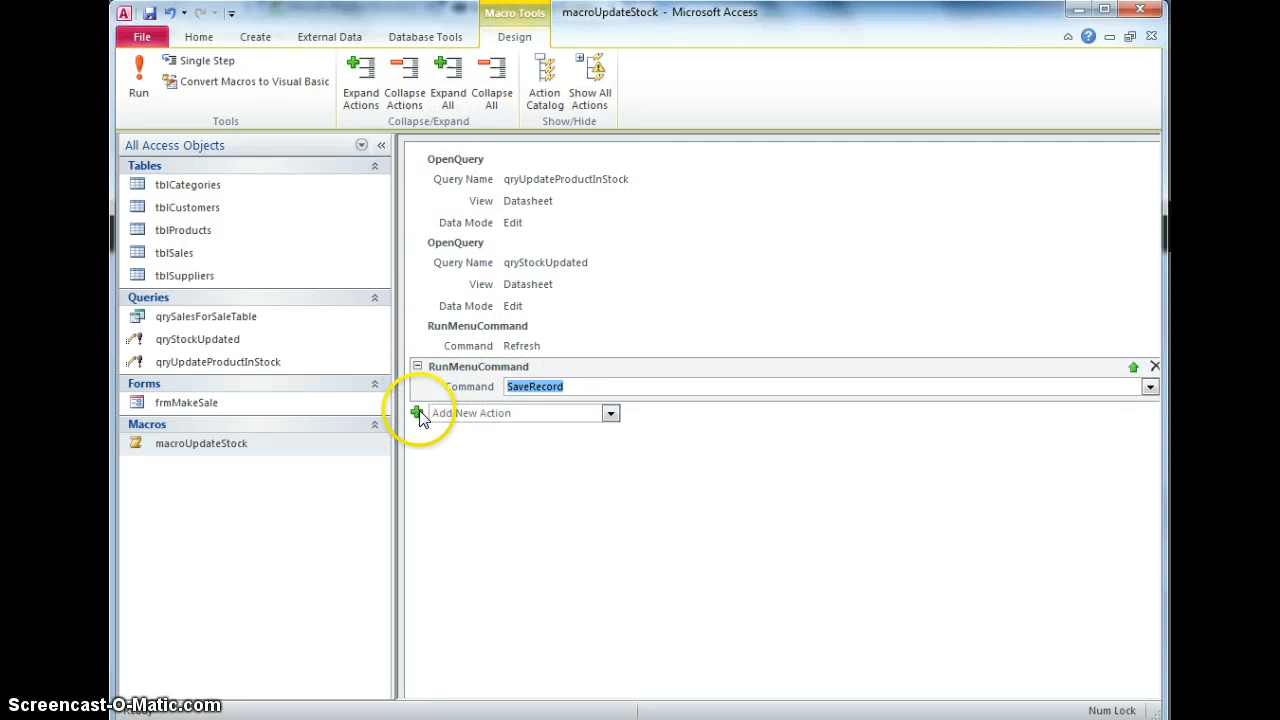 Macro Tools
macroUpdateStock - Microsoft Access
File Home Create External Data Database Tools Design
Run
Single Step
Convert Macros to Visual Basic
Tools
Expand Actions
Collapse Actions
Expand All
Collapse All
Collapse/Expand
Action Catalog
Show All Actions
Show/Hide
All Access Objects
Tables
tblCategories
tblCustomers
tblProducts
tblSales
tblSuppliers
Queries
qrySalesForSaleTable
qryStockUpdated
qryUpdateProductInStock
Forms
frmMakeSale
Macros
macroUpdateStock
OpenQuery
Query Name qryUpdateProductInStock
View Datasheet
Data Mode Edit
OpenQuery
Query Name qryStockUpdated
View Datasheet
Data Mode Edit
RunMenuCommand
Command Refresh
RunMenuCommand
Command SaveRecord
Add New Action
Screencast-O-Matic.com
Num Lock